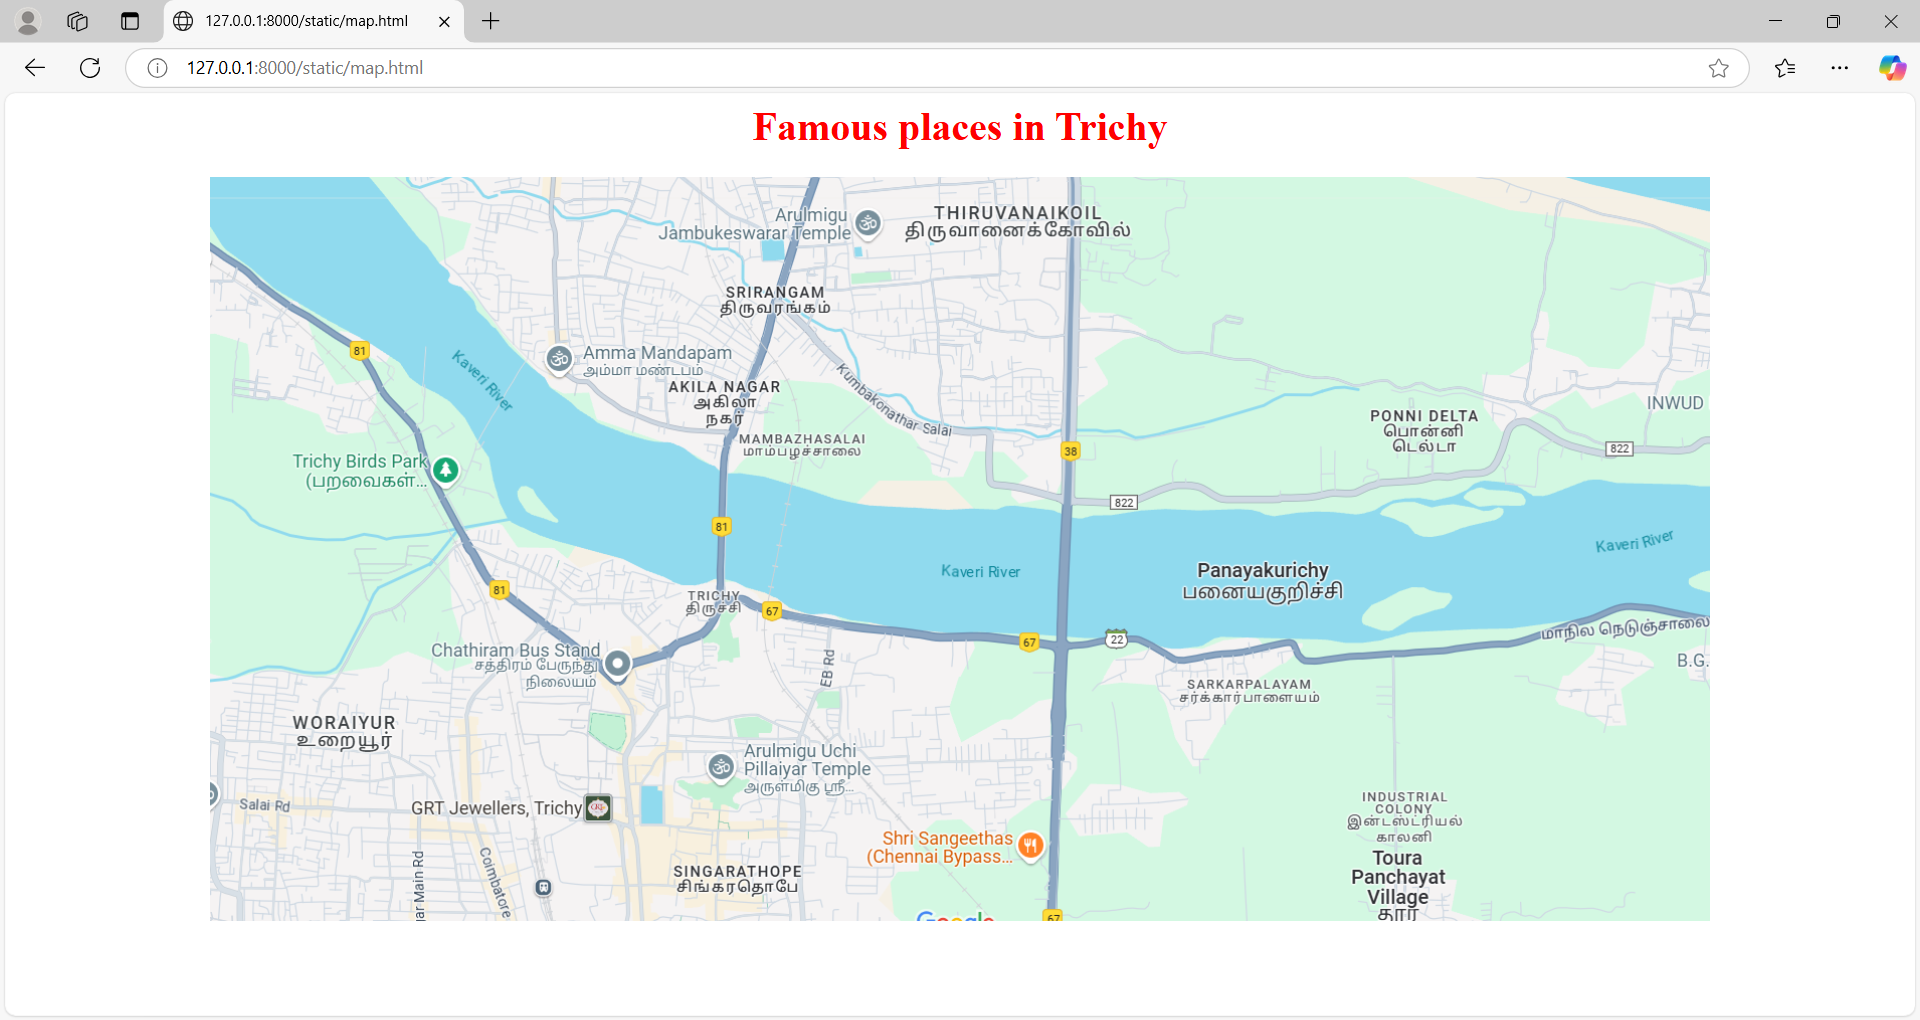 127.0.0.1:8000/static/map.html
127.0.0.1:8000/static/map.html
Famous places in Trichy
Arulmigu
Jambukeswarar Temple
THIRUVANAIKOIL
திருவானைக்கோவில்
SRIRANGAM
திருவரங்கம்
81
Kaveri River
Amma Mandapam
அம்மா மண்டபம்
AKILA NAGAR
அகிலா
நகர்
Kumbakonathar Salai
MAMBAZHASALAI
மாம்பழச்சாலை
38
PONNI DELTA
பொன்னி
டெல்டா
INWUD
822
Trichy Birds Park
(பறவைகள்...
822
81
Kaveri River
Panayakurichy
பனையகுறிச்சி
Kaveri River
81
TRICHY
திருச்சி
67
67
22
மாநில நெடுஞ்சாலை
Chathiram Bus Stand
சத்திரம் பேருந்து
நிலையம்
EB Rd
B.G.
SARKARPALAYAM
சர்க்கார்பாளையம்
WORAIYUR
உறையூர்
Arulmigu Uchi
Pillaiyar Temple
அருள்மிகு ஸ்ரீ...
Salai Rd
GRT Jewellers, Trichy
GRT
INDUSTRIAL
COLONY
இன்டஸ்ட்ரியல்
காலனி
Shri Sangeethas
(Chennai Bypass...
Toura
Panchayat
Village
SINGARATHOPE
சிங்காரதொபே
jar Main Rd
Coimbatore
Google
67